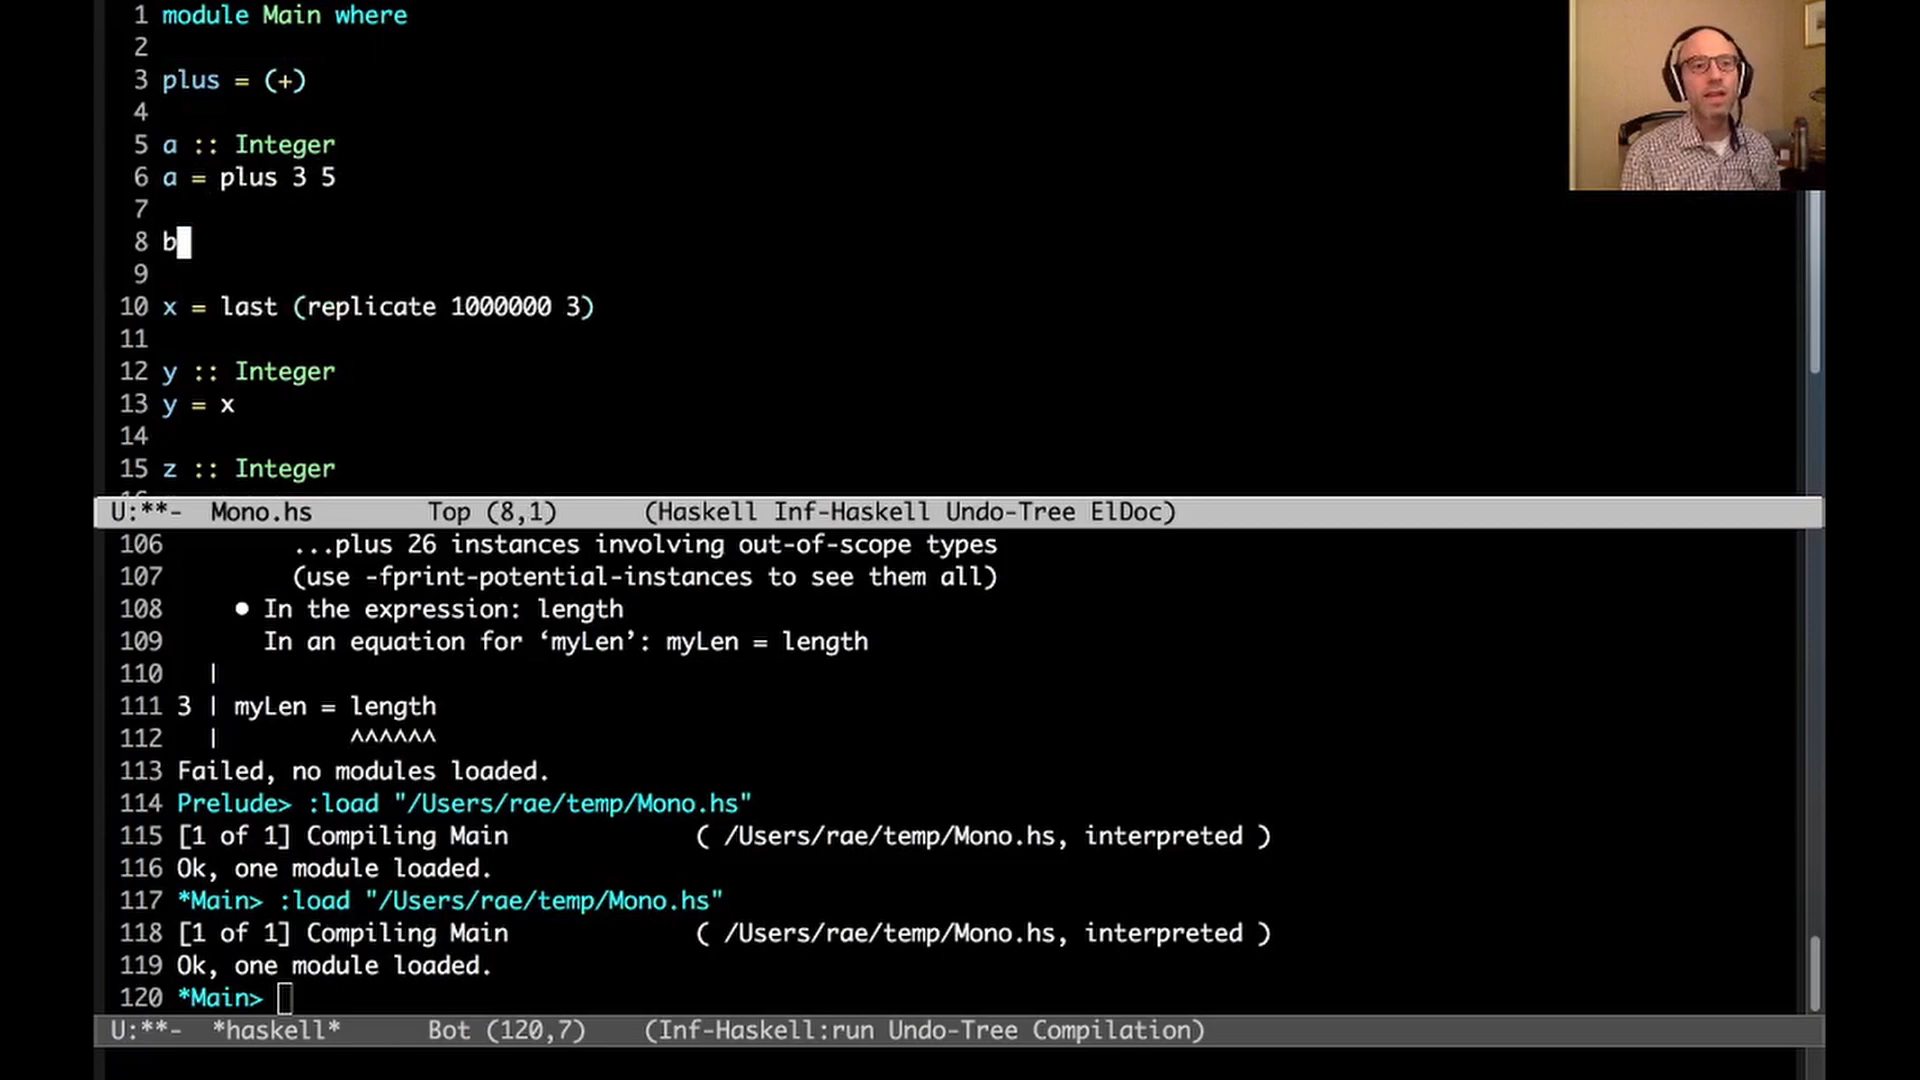 1 module Main where
2
3 plus = (+)
4
5 a :: Integer
6 a = plus 3 5
7
8 b
9
10 x = last (replicate 1000000 3)
11
12 y :: Integer
13 y = x
14
15 z :: Integer
U:**-  Mono.hs        Top (8,1)      (Haskell Inf-Haskell Undo-Tree ElDoc)
106         ...plus 26 instances involving out-of-scope types
107         (use -fprint-potential-instances to see them all)
108     • In the expression: length
109       In an equation for ‘myLen’: myLen = length
110   |
111 3 | myLen = length
112   |         ^^^^^^
113 Failed, no modules loaded.
114 Prelude> :load "/Users/rae/temp/Mono.hs"
115 [1 of 1] Compiling Main             ( /Users/rae/temp/Mono.hs, interpreted )
116 Ok, one module loaded.
117 *Main> :load "/Users/rae/temp/Mono.hs"
118 [1 of 1] Compiling Main             ( /Users/rae/temp/Mono.hs, interpreted )
119 Ok, one module loaded.
120 *Main>
U:**-  *haskell*      Bot (120,7)    (Inf-Haskell:run Undo-Tree Compilation)